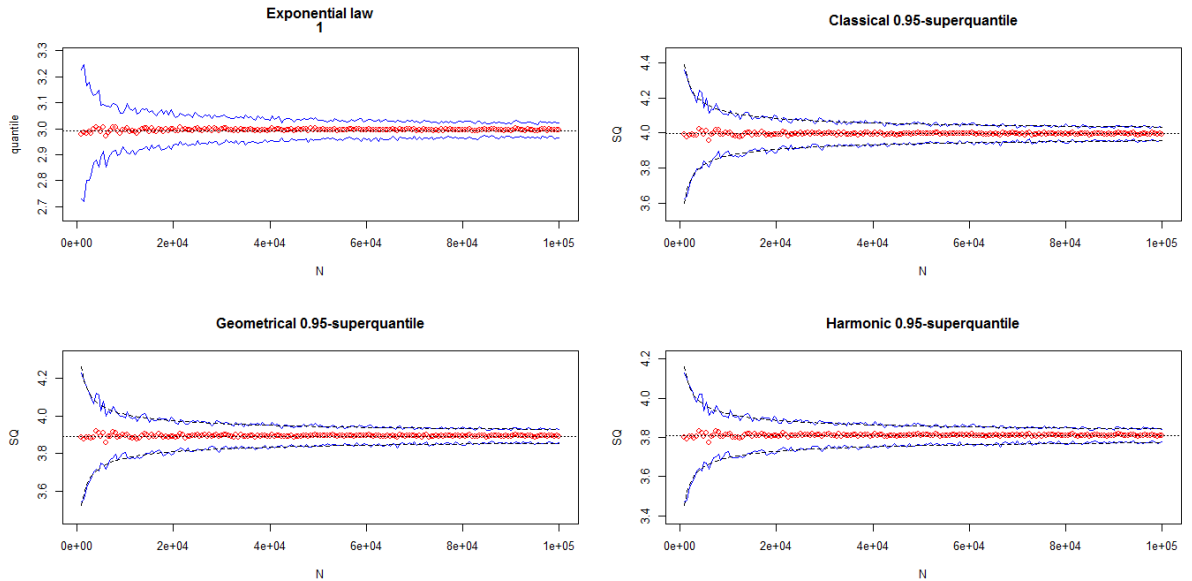 Exponential law
1
quantile
3.3
3.2
3.1
3.0
2.9
2.8
2.7
0e+00 2e+04 4e+04 6e+04 8e+04 1e+05
N
Classical 0.95-superquantile
SQ
4.4
4.2
4.0
3.8
3.6
0e+00 2e+04 4e+04 6e+04 8e+04 1e+05
N
Geometrical 0.95-superquantile
SQ
4.2
4.0
3.8
3.6
0e+00 2e+04 4e+04 6e+04 8e+04 1e+05
N
Harmonic 0.95-superquantile
SQ
4.2
4.0
3.8
3.6
3.4
0e+00 2e+04 4e+04 6e+04 8e+04 1e+05
N